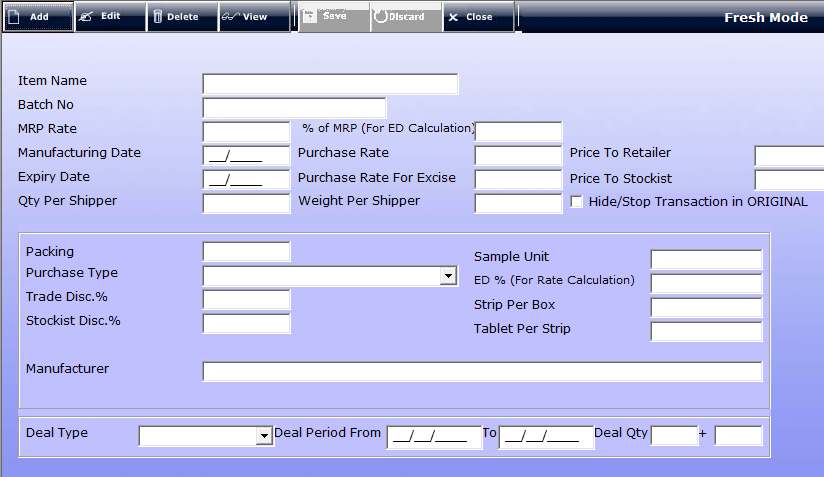 Add Edit Delete View Save Discard Close Fresh Mode
Item Name
Batch No
MRP Rate % of MRP (For ED Calculation)
Manufacturing Date __/____ Purchase Rate Price To Retailer
Expiry Date __/____ Purchase Rate For Excise Price To Stockist
Qty Per Shipper Weight Per Shipper Hide/Stop Transaction in ORIGINAL
Packing Sample Unit
Purchase Type ED % (For Rate Calculation)
Trade Disc.% Strip Per Box
Stockist Disc.% Tablet Per Strip
Manufacturer
Deal Type Deal Period From __/__/____ To __/__/____ Deal Qty +